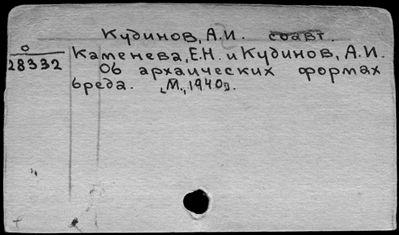 Кудинов, А.И. соавт.
О
28332
Каменева, Е.Н. и Кудинов, А.И.
Об архаических формах
бреда. [М., 1940].